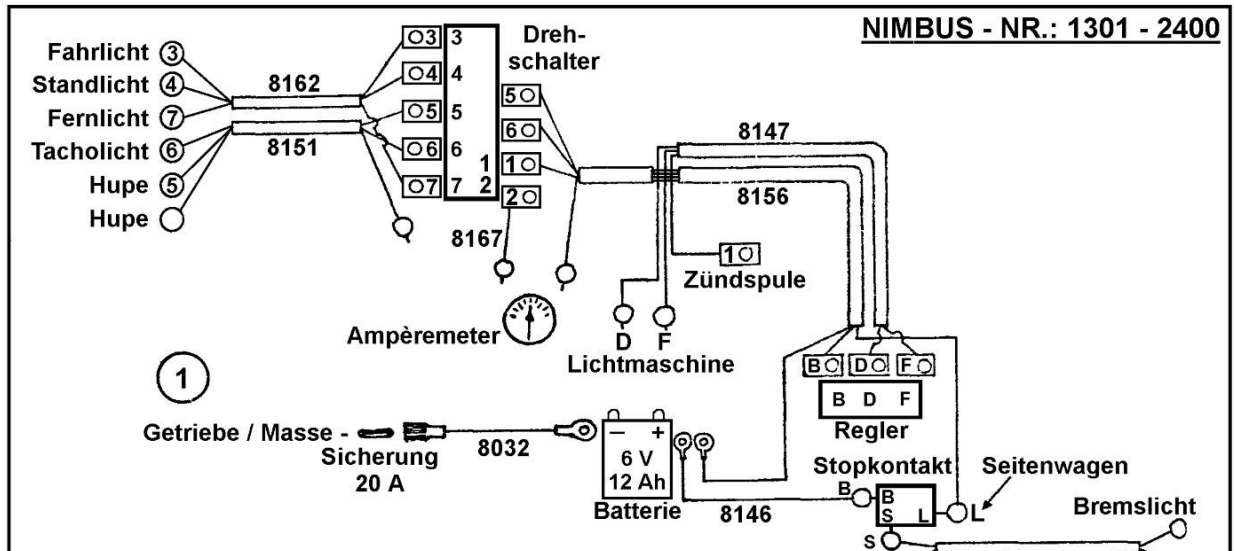 NIMBUS - NR.: 1301 - 2400
Fahrlicht 3
Standlicht 4
Fernlicht 7
Tacholicht 6
Hupe 5
Hupe
8162
8151
3 3
4 4
5 5
6 6
7 7
1
2
Dreh-
schalter
5
6
1
2
8167
8147
8156
1
Zündspule
Ampèremeter
D F
Lichtmaschine
B D F
B D F
Regler
1
Getriebe / Masse -
Sicherung
20 A
8032
- +
6 V
12 Ah
Batterie
8146
Stopkontakt
B
B
S L
L
S
Seitenwagen
Bremslicht